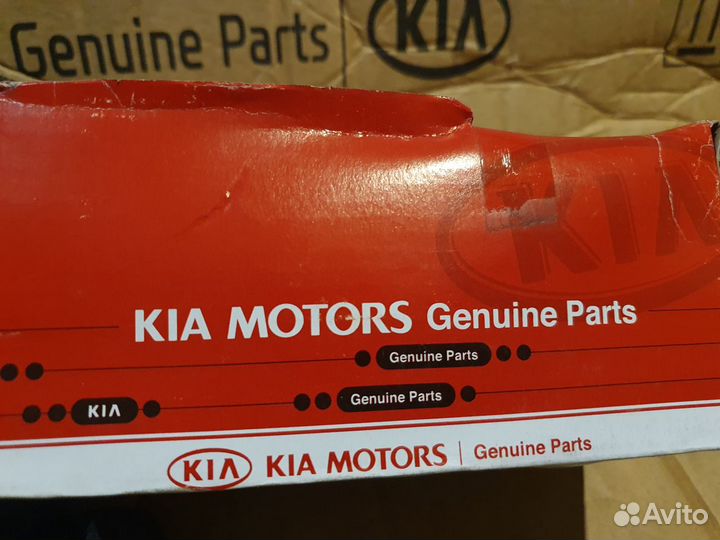 Genuine Parts KIA
KIA
KIA MOTORS Genuine Parts
Genuine Parts
KIA Genuine Parts
KIA KIA MOTORS | Genuine Parts
Avito